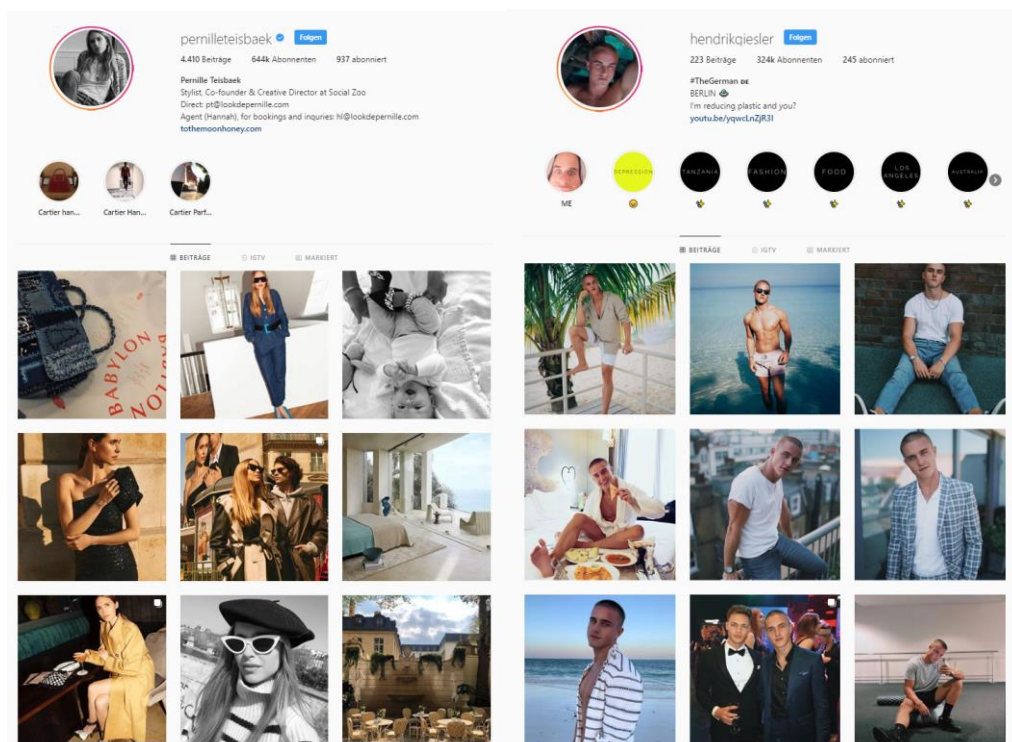 pernilleteisbaek Folgen
4.410 Beiträge 644k Abonnenten 937 abonniert
Pernille Teisbaek
Stylist, Co-founder & Creative Director at Social Zoo
Direct: pt@lookdepernille.com
Agent (Hannah), for bookings and inquries: hl@lookdepernille.com
tothemoonhoney.com
Cartier han... Cartier Han... Cartier Parf...
BEITRÄGE IGTV MARKIERT
BABYLON
hendrikgiesler Folgen
223 Beiträge 324k Abonnenten 245 abonniert
#TheGerman DE
BERLIN
I'm reducing plastic and you?
youtu.be/yqwcLnZjR3I
DEPRESSION TANZANIA FASHION FOOD LOS ANGELES AUSTRALIA
ME
BEITRÄGE IGTV MARKIERT